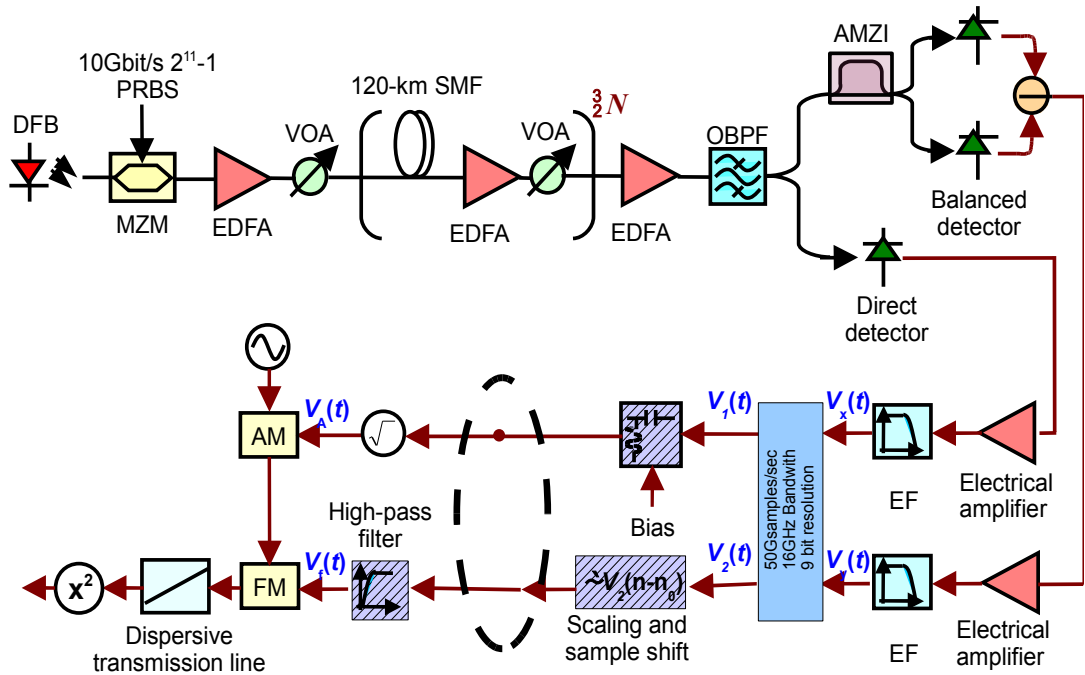 10Gbit/s 2¹¹-1
PRBS
DFB
MZM
EDFA
VOA
120-km SMF
EDFA
VOA
3/2 N
EDFA
OBPF
AMZI
Balanced
detector
Direct
detector
AM
V_A(t)
√
Bias
V_1(t)
50Gsamples/sec
16GHz Bandwith
9 bit resolution
V_x(t)
EF
Electrical
amplifier
x²
Dispersive
transmission line
FM
V_f(t)
High-pass
filter
~V_2(n-n_0)
Scaling and
sample shift
V_2(t)
V_y(t)
EF
Electrical
amplifier